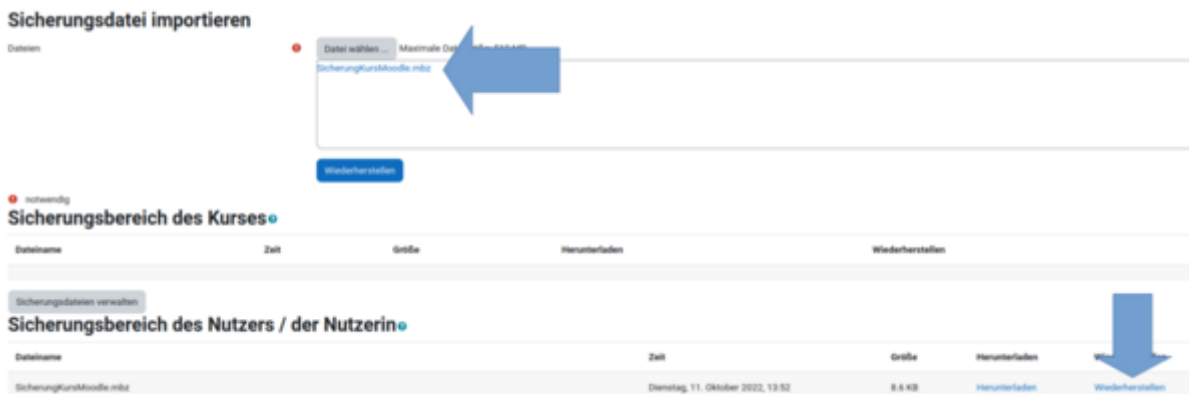 Sicherungsdatei importieren
Dateien
Datei wählen ... Maximale
SicherungKursMoodle.mbz
Wiederherstellen
notwendig
Sicherungsbereich des Kurses
Dateiname Zeit Größe Herunterladen Wiederherstellen
Sicherungsdateien verwalten
Sicherungsbereich des Nutzers / der Nutzerin
Dateiname Zeit Größe Herunterladen
SicherungKursMoodle.mbz Dienstag, 11. Oktober 2022, 13:52 8.6 KB Herunterladen Wiederherstellen